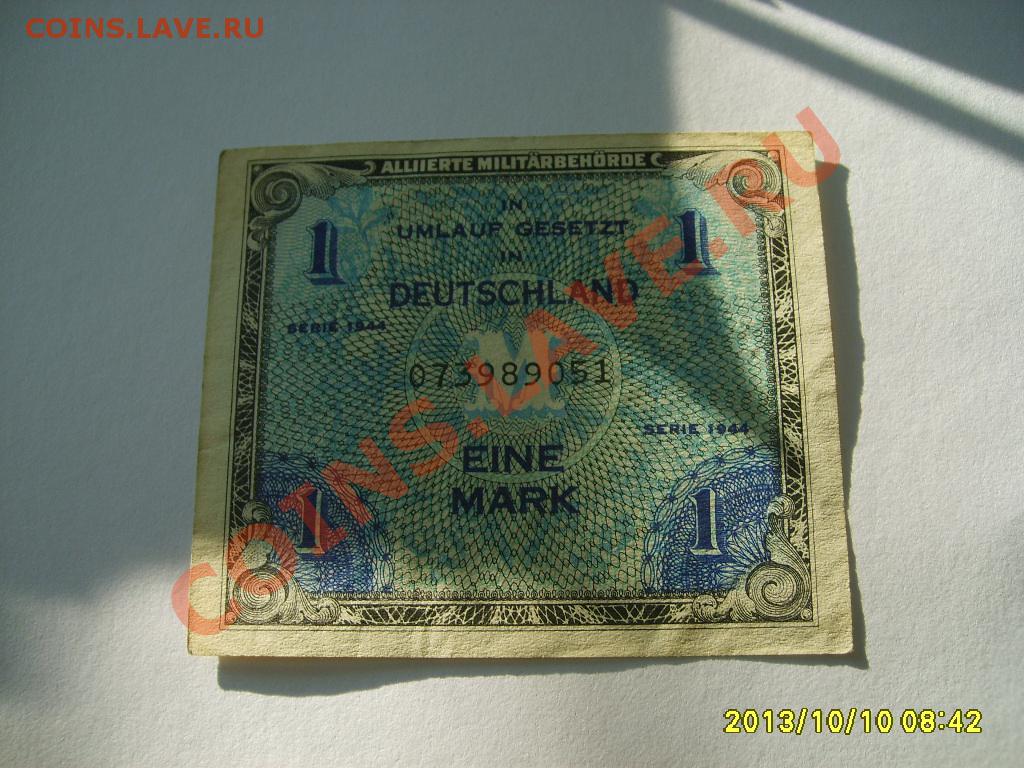 COINS.LAVE.RU
ALLIIERTE MILITÄRBEHÖRDE
IN
UMLAUF GESETZT
IN
DEUTSCHLAND
1
1
SERIE 1944
M
073989051
SERIE 1944
EINE
MARK
1
1
COINS.LAVE.RU
2013/10/10 08:42